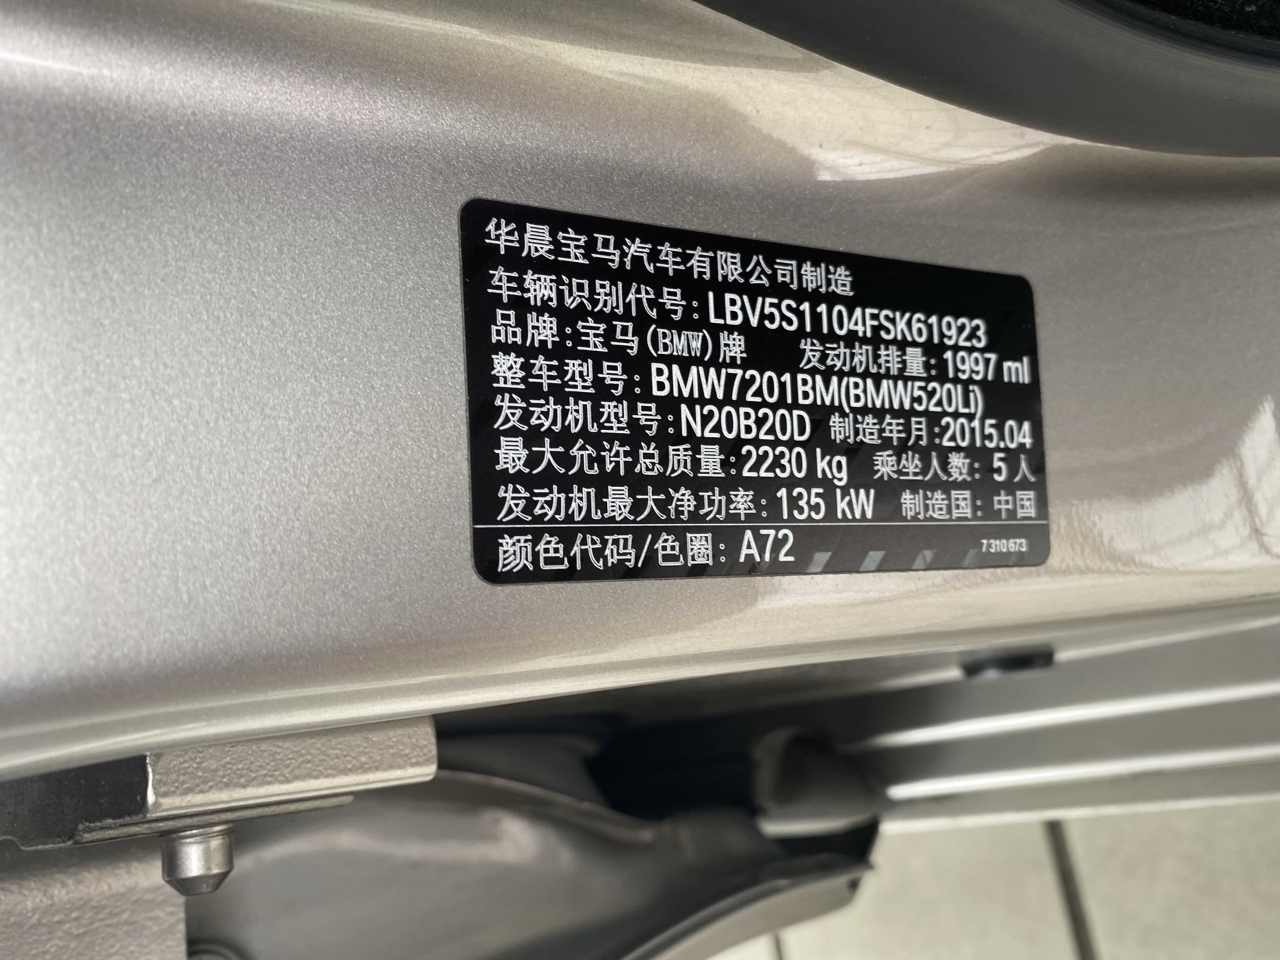 华晨宝马汽车有限公司制造
车辆识别代号: LBV5S1104FSK61923
品牌:宝马(BMW)牌 发动机排量: 1997 ml
整车型号: BMW7201BM(BMW520Li)
发动机型号:N20B20D 制造年月:2015.04
最大允许总质量:2230 kg 乘坐人数: 5 人
发动机最大净功率: 135 kW 制造国: 中国
颜色代码/色圈: A72 7 310 673